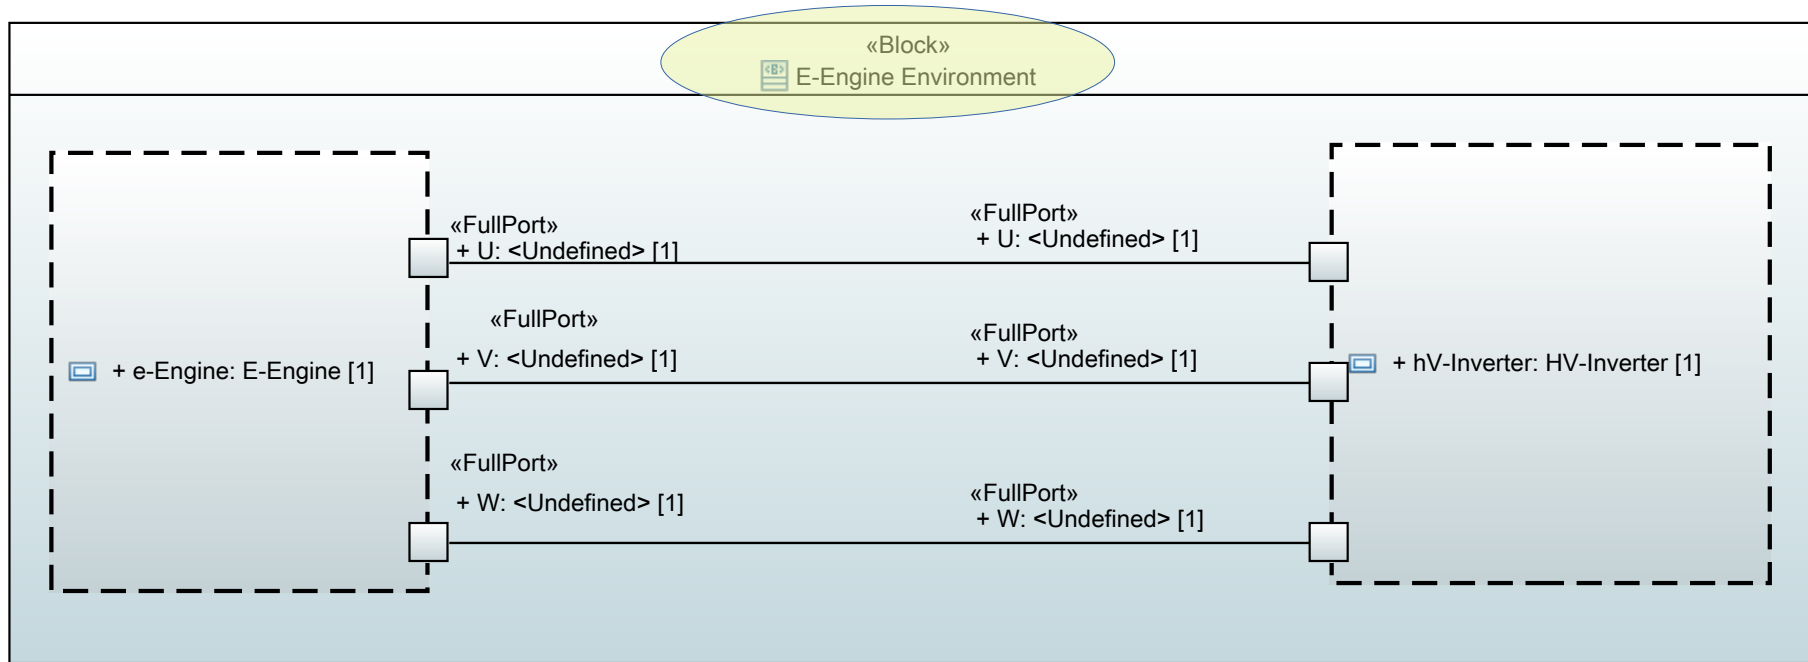 «Block»
E-Engine Environment
«FullPort»
+ U: <Undefined> [1]
«FullPort»
+ U: <Undefined> [1]
«FullPort»
+ V: <Undefined> [1]
«FullPort»
+ V: <Undefined> [1]
+ e-Engine: E-Engine [1]
+ hV-Inverter: HV-Inverter [1]
«FullPort»
+ W: <Undefined> [1]
«FullPort»
+ W: <Undefined> [1]